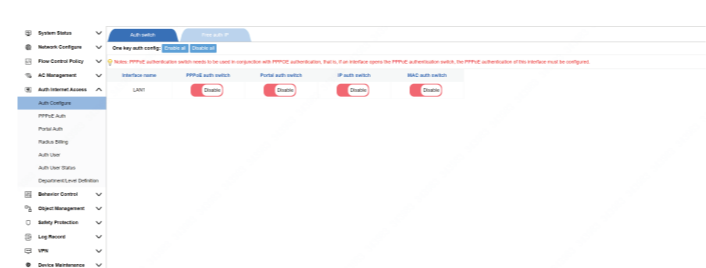 System Status
Network Configure
Flow Control Policy
AC Management
Auth Internet Access
Auth Configure
PPPoE Auth
Portal Auth
Radius Billing
Auth User
Auth User Status
Department/Level Definition
Behavior Control
Object Management
Safety Protection
Log Record
VPN
Device Maintenance
Auth switch
Free auth IP
One key auth config: Enable all Disable all
Notes: PPPoE authentication switch needs to be used in conjunction with PPPOE authentication, that is, if an interface opens the PPPoE authentication switch, the PPPoE authentication of this interface must be configured.
Interface name PPPoE auth switch Portal auth switch IP auth switch MAC auth switch
LAN1 Disable Disable Disable Disable